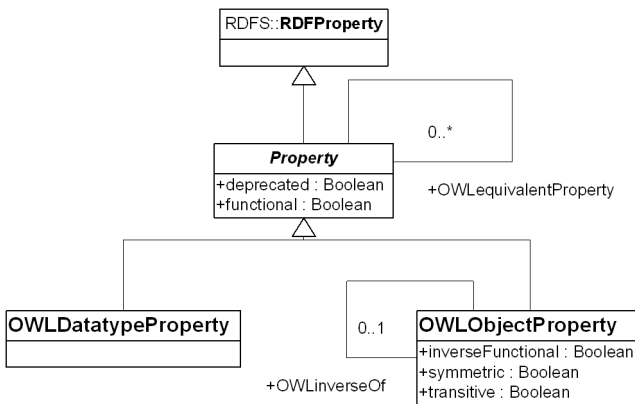 RDFS::RDFProperty
0..*
Property
+deprecated : Boolean
+functional : Boolean
+OWLequivalentProperty
OWLDatatypeProperty
0..1
OWLObjectProperty
+inverseFunctional : Boolean
+symmetric : Boolean
+transitive : Boolean
+OWLinverseOf